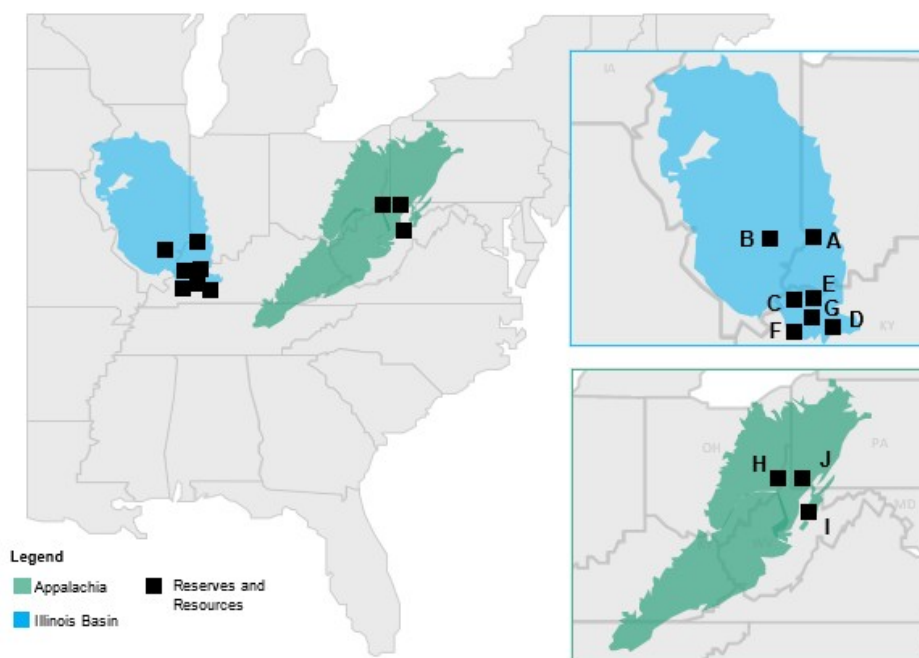 IA
B
A
C
E
G
D
F
KY
OH
PA
H
J
MD
I
Legend
Appalachia
Reserves and
Resources
Illinois Basin